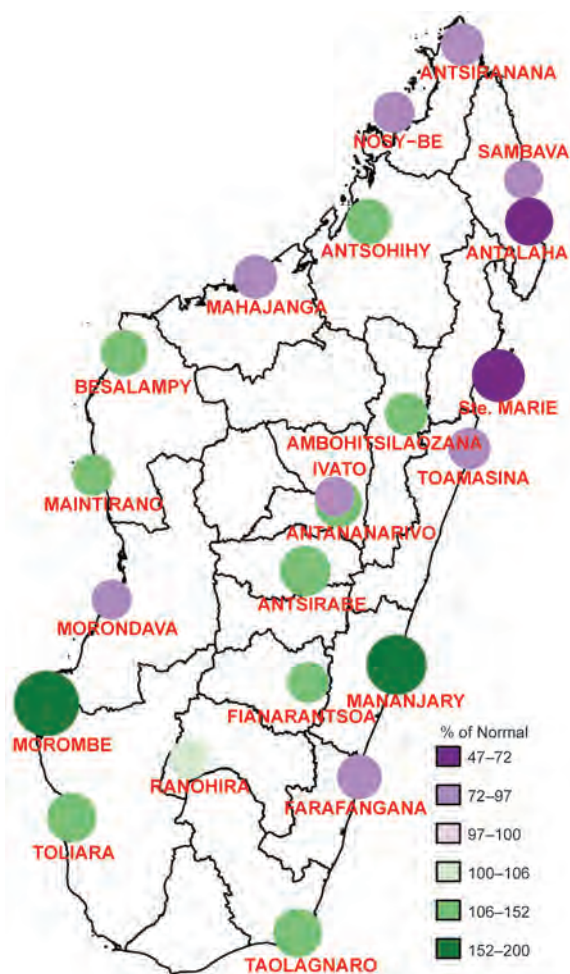 ANTSIRANANA
NOSY-BE
SAMBAVA
ANTSOHIHY
ANTALAHA
MAHAJANGA
BESALAMPY
Ste. MARIE
AMBOHITSILAOZANA
IVATO
TOAMASINA
MAINTIRANO
ANTANANARIVO
ANTSIRABE
MORONDAVA
MANANJARY
FIANARANTSOA
MOROMBE
% of Normal
47–72
RANOHIRA
72–97
FARAFANGANA
97–100
TOLIARA
100–106
106–152
152–200
TAOLAGNARO